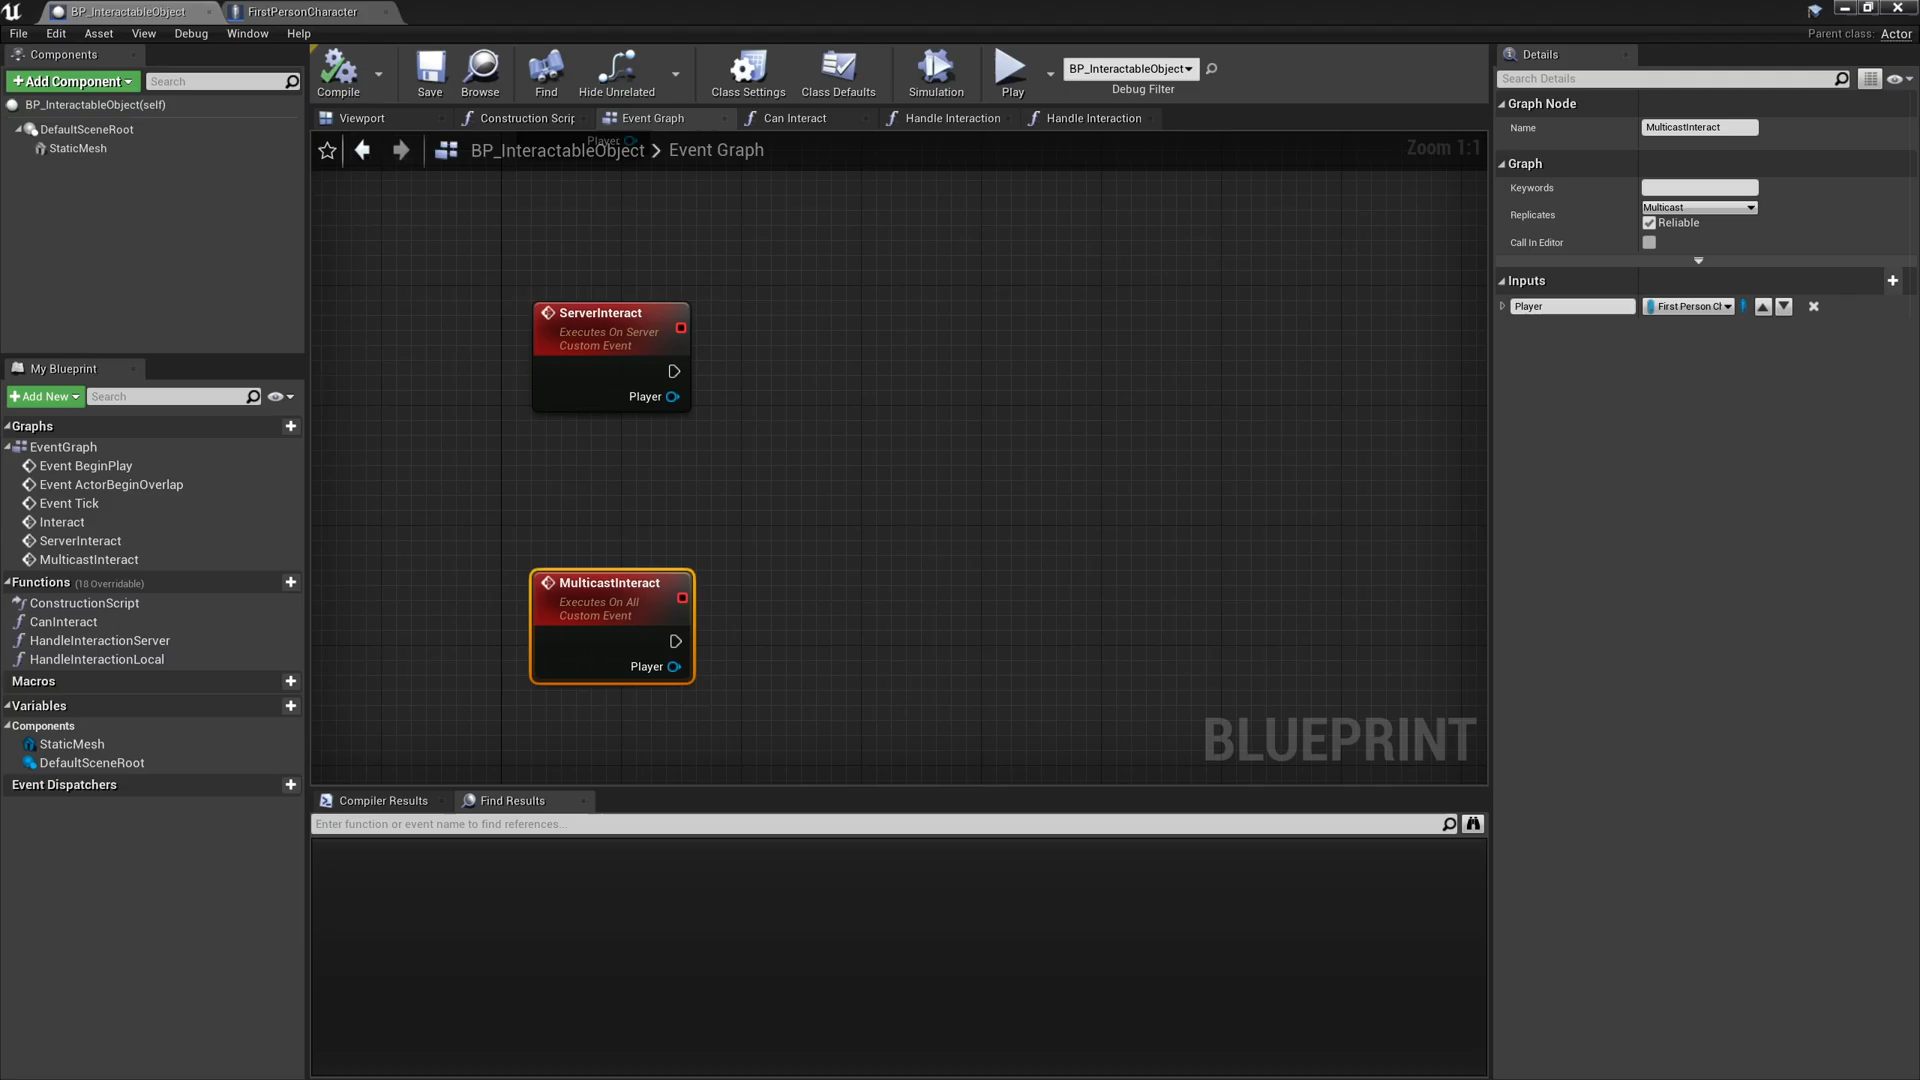 BP_InteractableObject
FirstPersonCharacter
File Edit Asset View Debug Window Help
Parent class: Actor
Components
+Add Component
Search
BP_InteractableObject(self)
DefaultSceneRoot
StaticMesh
Compile
Save
Browse
Find
Hide Unrelated
Class Settings
Class Defaults
Simulation
Play
BP_InteractableObject
Debug Filter
Viewport
Construction Scrip
Event Graph
Can Interact
Handle Interaction
Handle Interaction
Player
BP_InteractableObject > Event Graph
Zoom 1:1
ServerInteract
Executes On Server
Custom Event
Player
MulticastInteract
Executes On All
Custom Event
Player
BLUEPRINT
My Blueprint
+Add New
Search
Graphs
EventGraph
Event BeginPlay
Event ActorBeginOverlap
Event Tick
Interact
ServerInteract
MulticastInteract
Functions (18 Overridable)
ConstructionScript
CanInteract
HandleInteractionServer
HandleInteractionLocal
Macros
Variables
Components
StaticMesh
DefaultSceneRoot
Event Dispatchers
Compiler Results
Find Results
Enter function or event name to find references...
Details
Search Details
Graph Node
Name
MulticastInteract
Graph
Keywords
Replicates
Multicast
Reliable
Call In Editor
Inputs
Player
First Person Cl